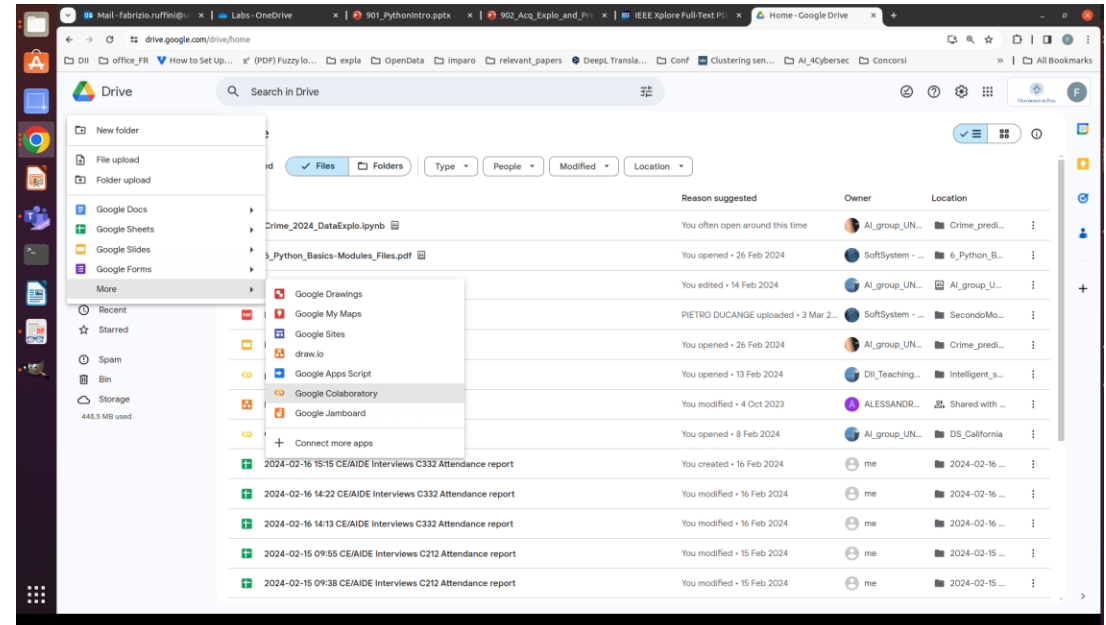 Mail - fabrizio.ruffini@u
Labs - OneDrive
901_PythonIntro.pptx
902_Acq_Explo_and_Pr
IEEE Xplore Full-Text PD
Home - Google Drive
drive.google.com/drive/home
DII
office_FR
How to Set Up...
(PDF) Fuzzy lo...
expla
OpenData
imparo
relevant_papers
DeepL Transla...
Conf
Clustering sen...
AI_4Cybersec
Concorsi
»
All Bookmarks
Drive
Search in Drive
F
New folder
File upload
Folder upload
Google Docs
Google Sheets
Google Slides
Google Forms
More
Recent
Starred
Spam
Bin
Storage
448.5 MB used
Google Drawings
Google My Maps
Google Sites
draw.io
Google Apps Script
Google Colaboratory
Google Jamboard
Connect more apps
Files
Folders
Type
People
Modified
Location
Reason suggested Owner Location
Crime_2024_DataExplo.ipynb You often open around this time AI_group_UN... Crime_predi...
6_Python_Basics-Modules_Files.pdf You opened • 26 Feb 2024 SoftSystem - ... 6_Python_B...
You edited • 14 Feb 2024 AI_group_UN... AI_group_U...
PIETRO DUCANGE uploaded • 3 Mar 2... SoftSystem - ... SecondoMo...
You opened • 26 Feb 2024 AI_group_UN... Crime_predi...
You opened • 13 Feb 2024 DII_Teaching... Intelligent_s...
You modified • 4 Oct 2023 A ALESSANDR... Shared with ...
You opened • 8 Feb 2024 AI_group_UN... DS_California
2024-02-16 15:15 CE/AIDE Interviews C332 Attendance report You created • 16 Feb 2024 me 2024-02-16 ...
2024-02-16 14:22 CE/AIDE Interviews C332 Attendance report You modified • 16 Feb 2024 me 2024-02-16 ...
2024-02-16 14:13 CE/AIDE Interviews C332 Attendance report You modified • 16 Feb 2024 me 2024-02-16 ...
2024-02-15 09:55 CE/AIDE Interviews C212 Attendance report You modified • 15 Feb 2024 me 2024-02-15 ...
2024-02-15 09:38 CE/AIDE Interviews C212 Attendance report You modified • 15 Feb 2024 me 2024-02-15 ...